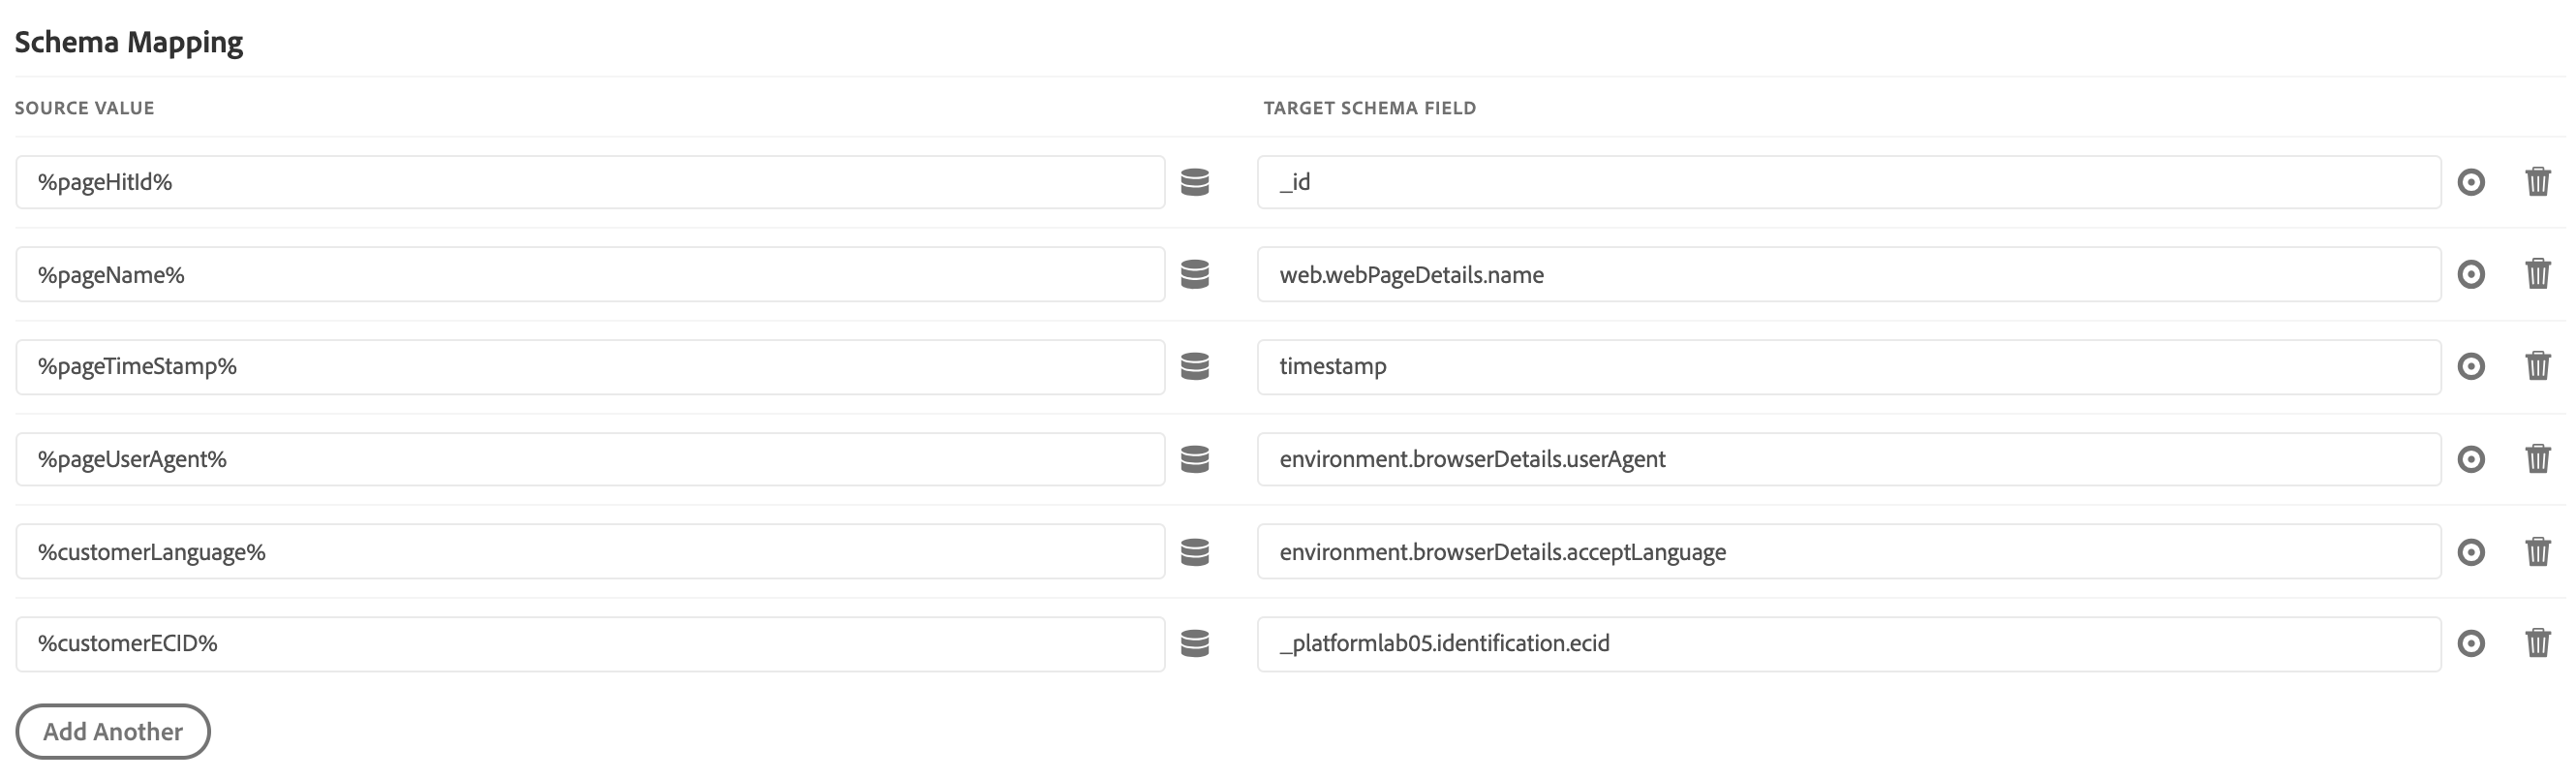 Schema Mapping
SOURCE VALUE TARGET SCHEMA FIELD
%pageHitId% _id
%pageName% web.webPageDetails.name
%pageTimeStamp% timestamp
%pageUserAgent% environment.browserDetails.userAgent
%customerLanguage% environment.browserDetails.acceptLanguage
%customerECID% _platformlab05.identification.ecid
Add Another